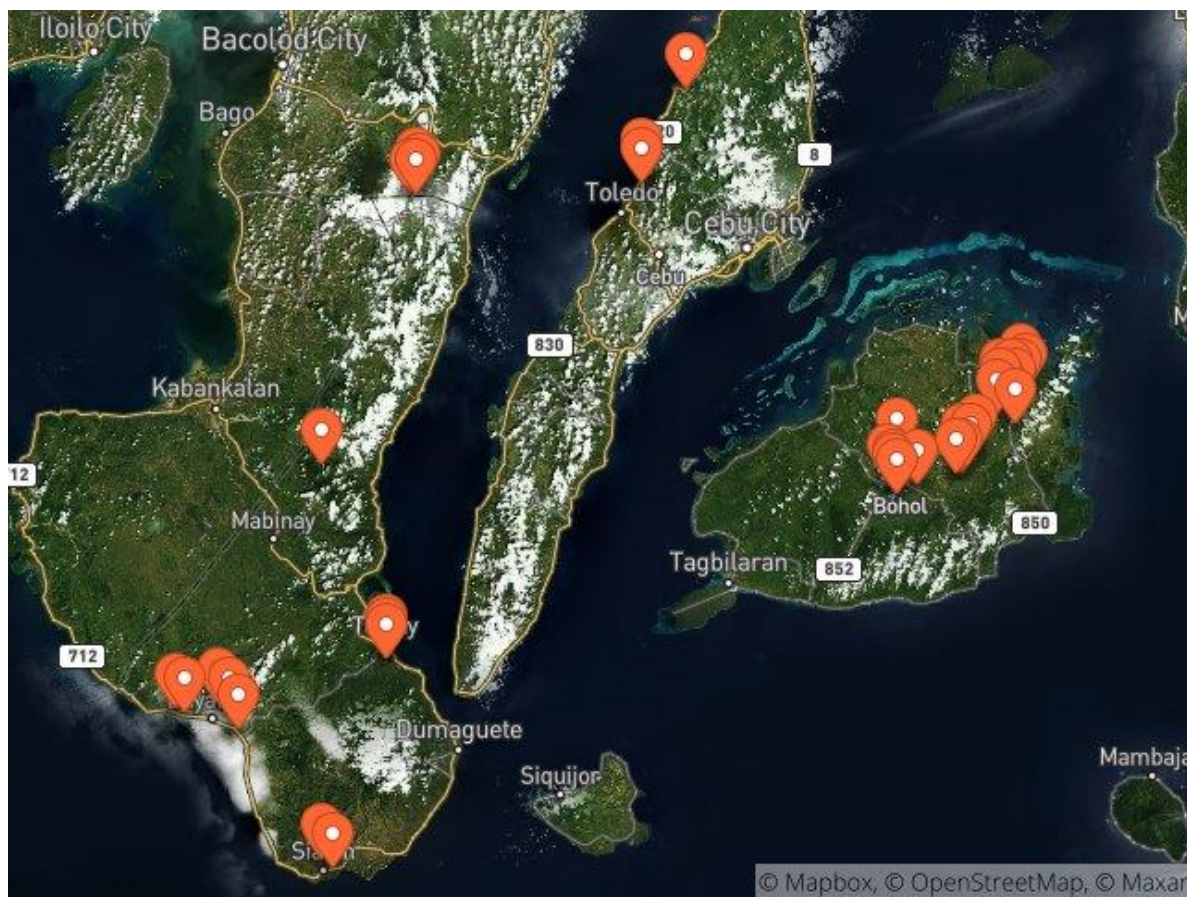 Iloilo City
Bacolod City
Bago
20
8
Toledo
Cebu City
Cebu
830
Kabankalan
712
Mabinay
Bohol
850
Tagbilaran
852
712
Dumaguete
Siquijor
Mambaja
© Mapbox, © OpenStreetMap, © Maxar